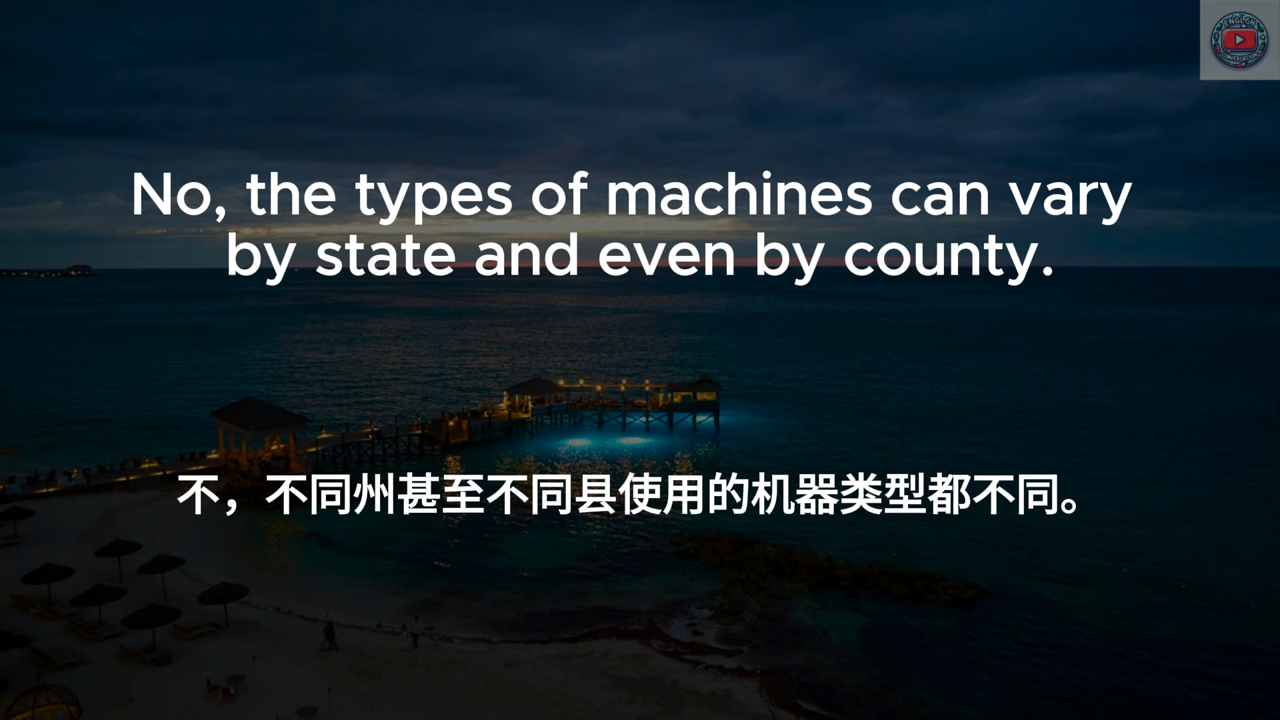 ENGLISH
No, the types of machines can vary
by state and even by county.
不，不同州甚至不同县使用的机器类型都不同。